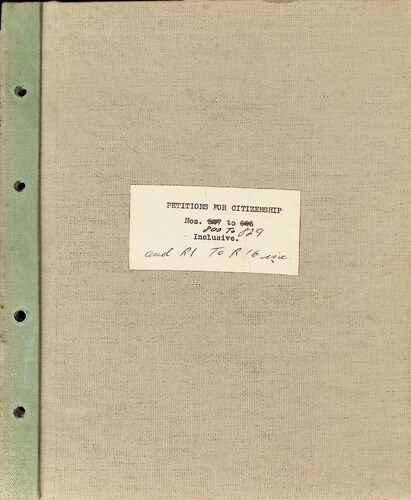 PETITIONS FOR CITIZENSHIP
Nos. to
800 To 829
Inclusive.
and R1 To R16 inc.